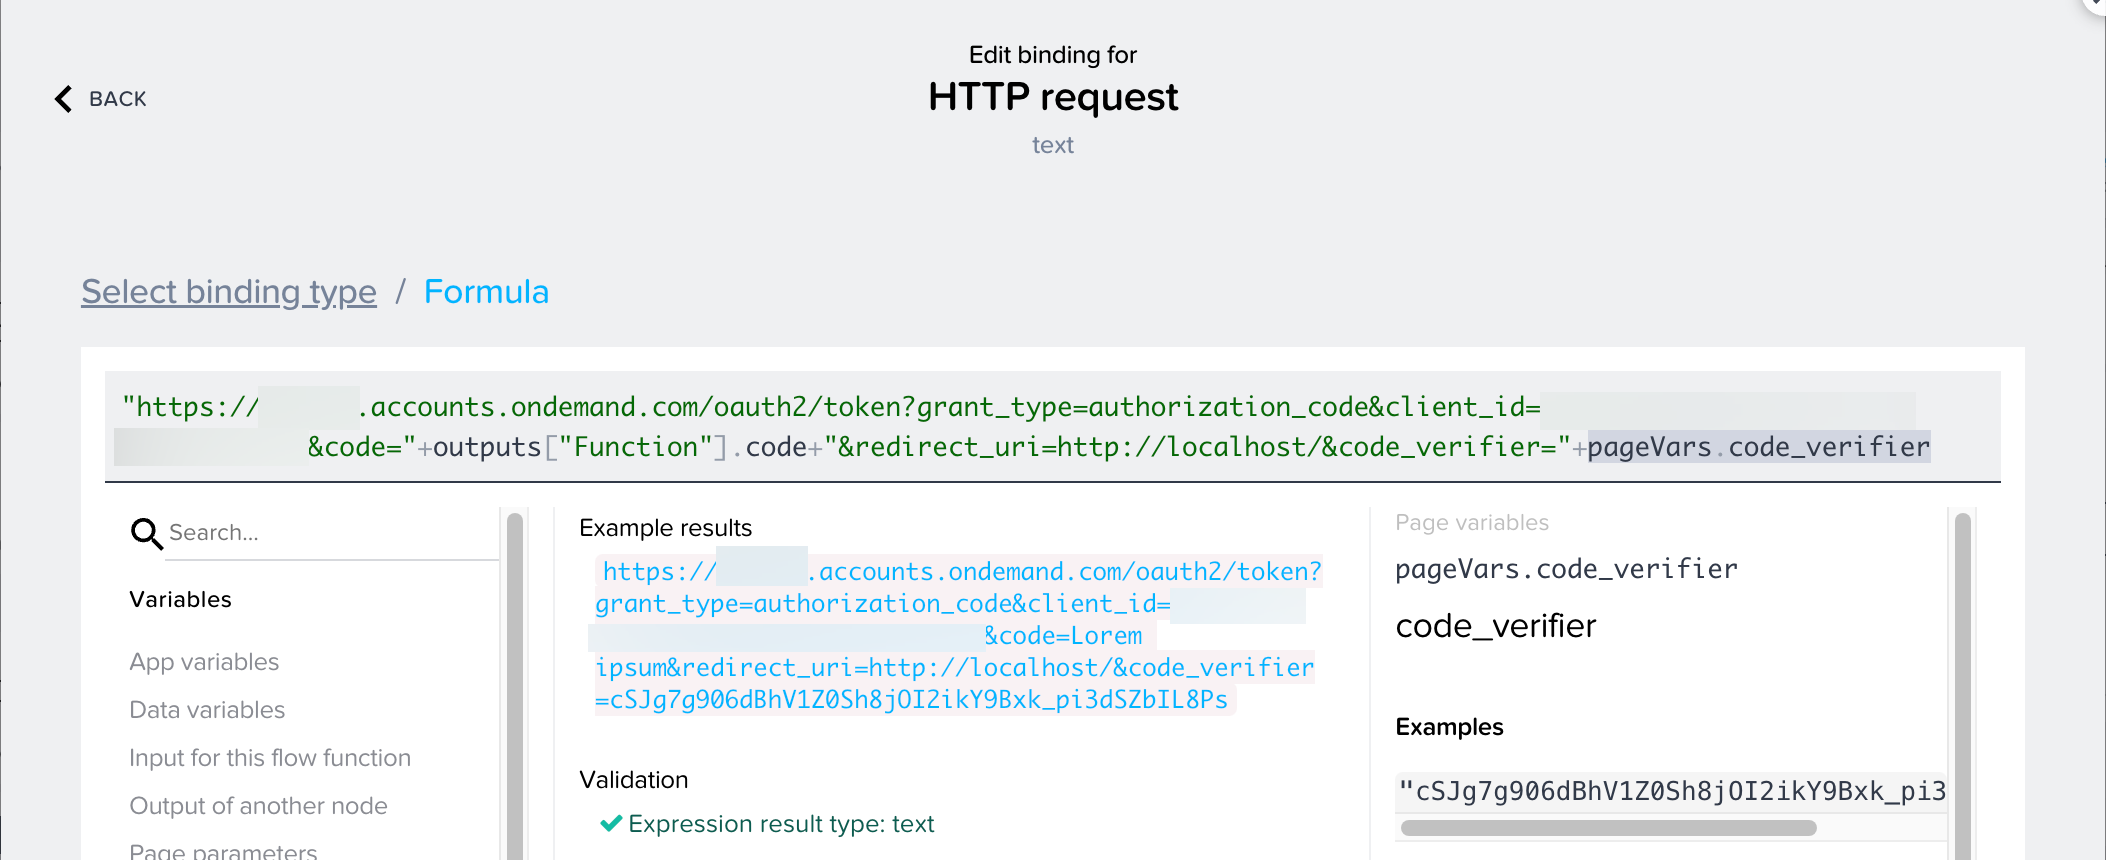 Edit binding for
BACK
HTTP request
text
Select binding type / Formula
"https:// .accounts.ondemand.com/oauth2/token?grant_type=authorization_code&client_id=
&code="+outputs["Function"].code+"&redirect_uri=http://localhost/&code_verifier="+pageVars.code_verifier
Search...
Variables
App variables
Data variables
Input for this flow function
Output of another node
Page parameters
Example results
https:// .accounts.ondemand.com/oauth2/token?
grant_type=authorization_code&client_id=
&code=Lorem
ipsum&redirect_uri=http://localhost/&code_verifier
=cSJg7g906dBhV1Z0Sh8jOI2ikY9Bxk_pi3dSZbIL8Ps
Validation
Expression result type: text
Page variables
pageVars.code_verifier
code_verifier
Examples
"cSJg7g906dBhV1Z0Sh8jOI2ikY9Bxk_pi3